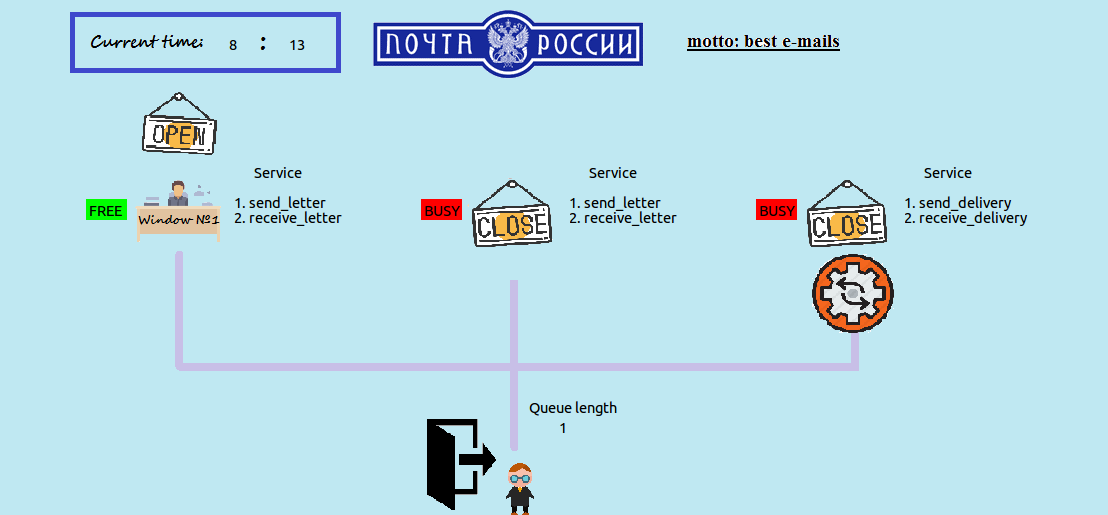 Current time: 8 : 13
ПОЧТА РОССИИ
motto: best e-mails
OPEN
FREE
Window №1
Service
1. send_letter
2. receive_letter
BUSY
CLOSE
Service
1. send_letter
2. receive_letter
BUSY
CLOSE
Service
1. send_delivery
2. receive_delivery
Queue length
1